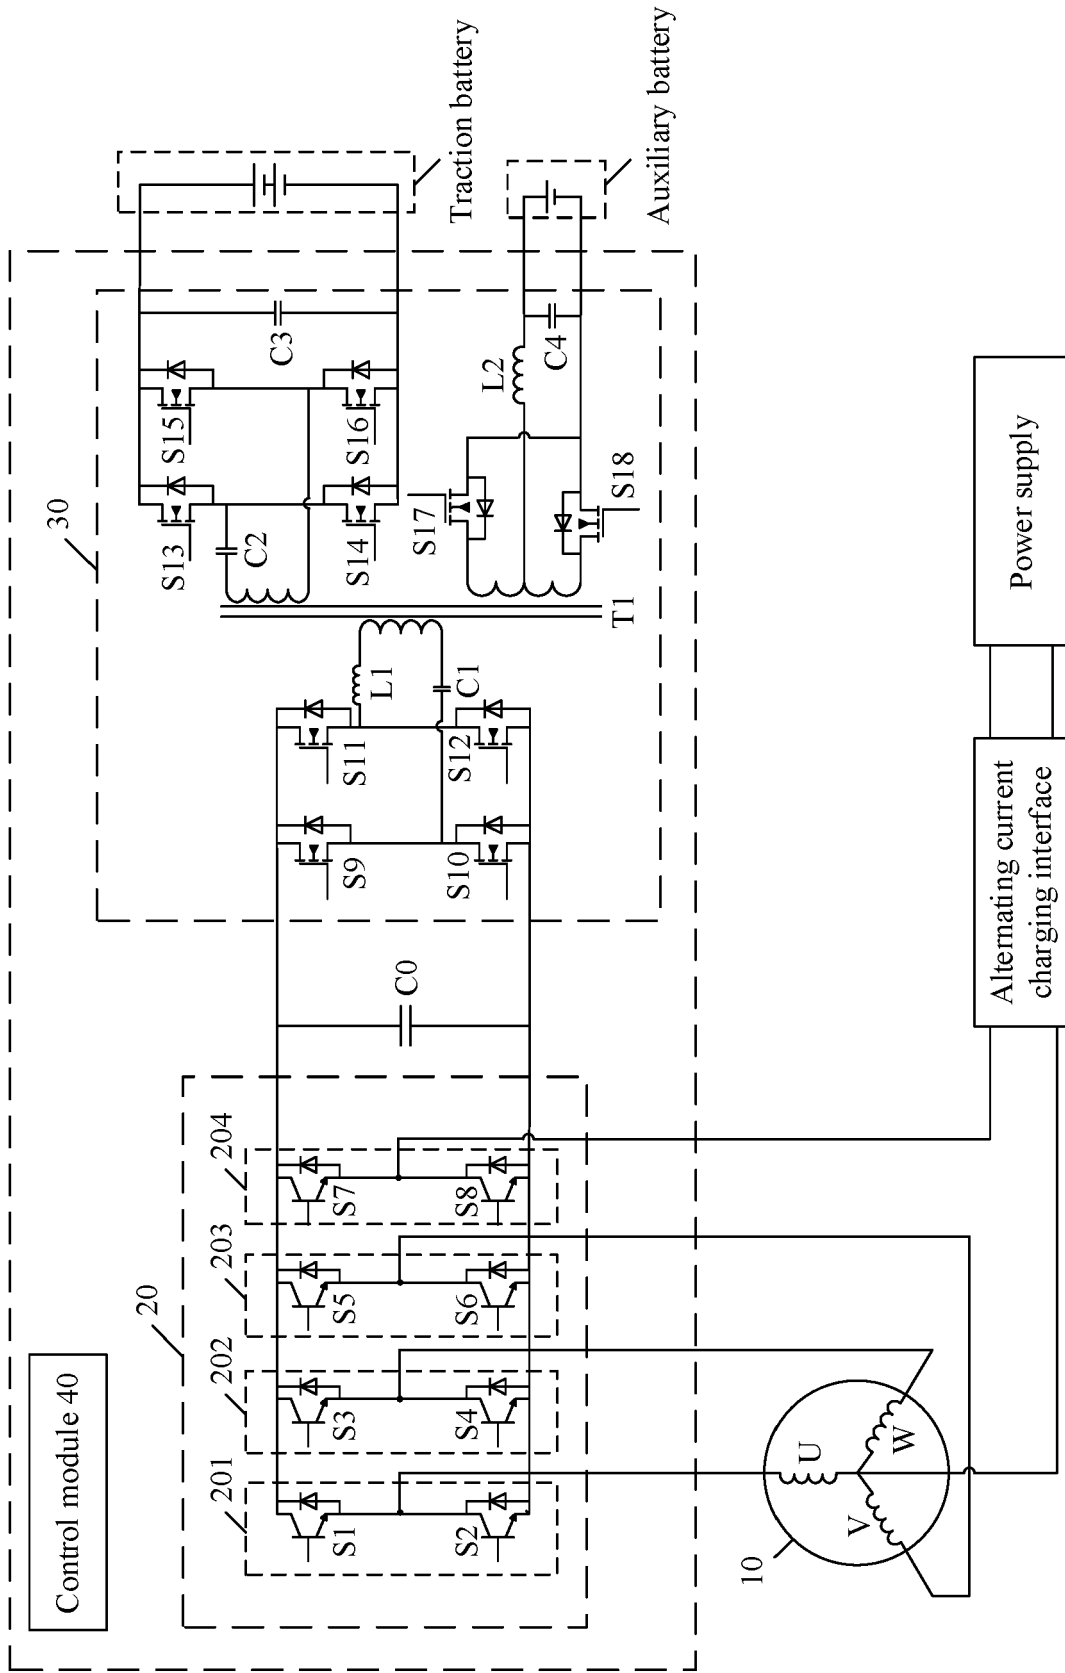 Control module 40
20
201
202
203
204
S1
S3
S5
S7
S2
S4
S6
S8
C0
30
S9
S11
S10
S12
L1
C1
T1
S13
S15
C2
C3
S14
S16
S17
L2
C4
S18
Traction battery
Auxiliary battery
10
U
V
W
Alternating current
charging interface
Power supply